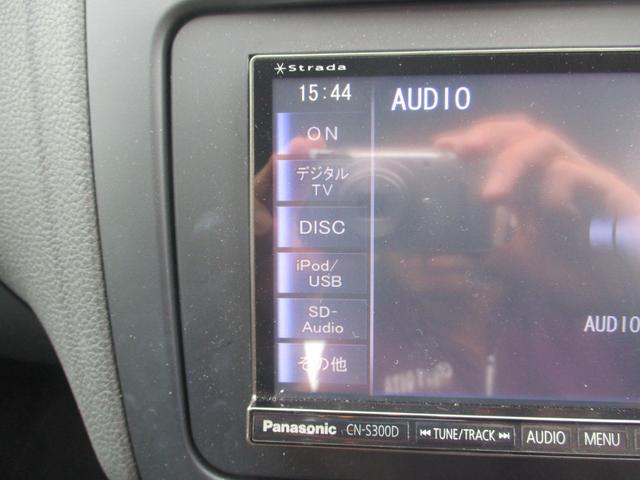 Strada
15:44
AUDIO
ON
デジタル
TV
DISC
iPod/
USB
SD-
Audio
AUDIO
その他
Panasonic CN-S300D TUNE/TRACK AUDIO MENU